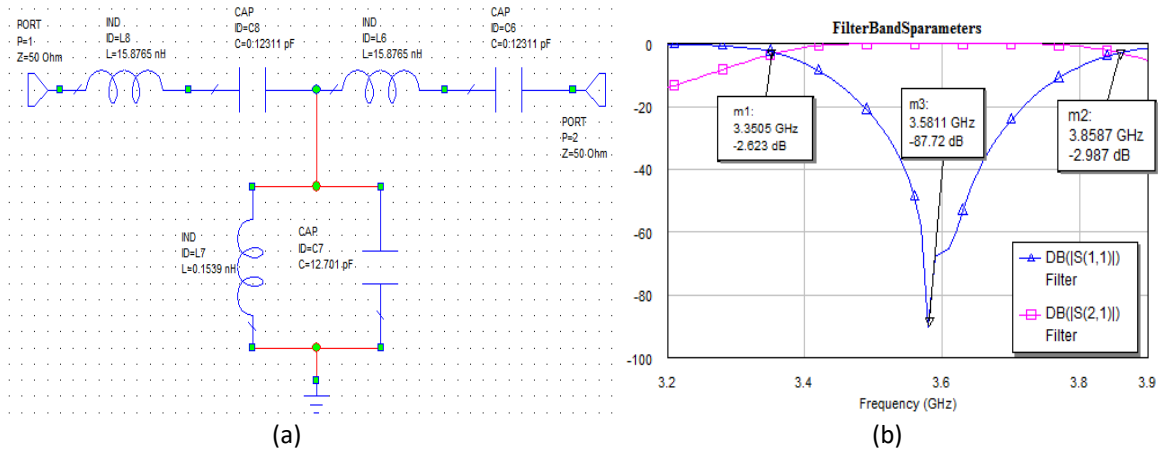 PORT
P=1
Z=50 Ohm
IND
ID=L8
L=15.8765 nH
CAP
ID=C8
C=0:12311 pF
IND
ID=L6
L=15.8765 nH
CAP
ID=C6
C=0.12311 pF
PORT
P=2
Z=50 Ohm
IND
ID=L7
L=0.1539 nH
CAP
ID=C7
C=12.701 pF
(a)
FilterBandSparameters
0
-20
-40
-60
-80
-100
m1:
3.3505 GHz
-2.623 dB
m3:
3.5811 GHz
-87.72 dB
m2:
3.8587 GHz
-2.987 dB
DB(|S(1,1)|)
Filter
DB(|S(2,1)|)
Filter
3.2
3.4
3.6
3.8
3.9
Frequency (GHz)
(b)